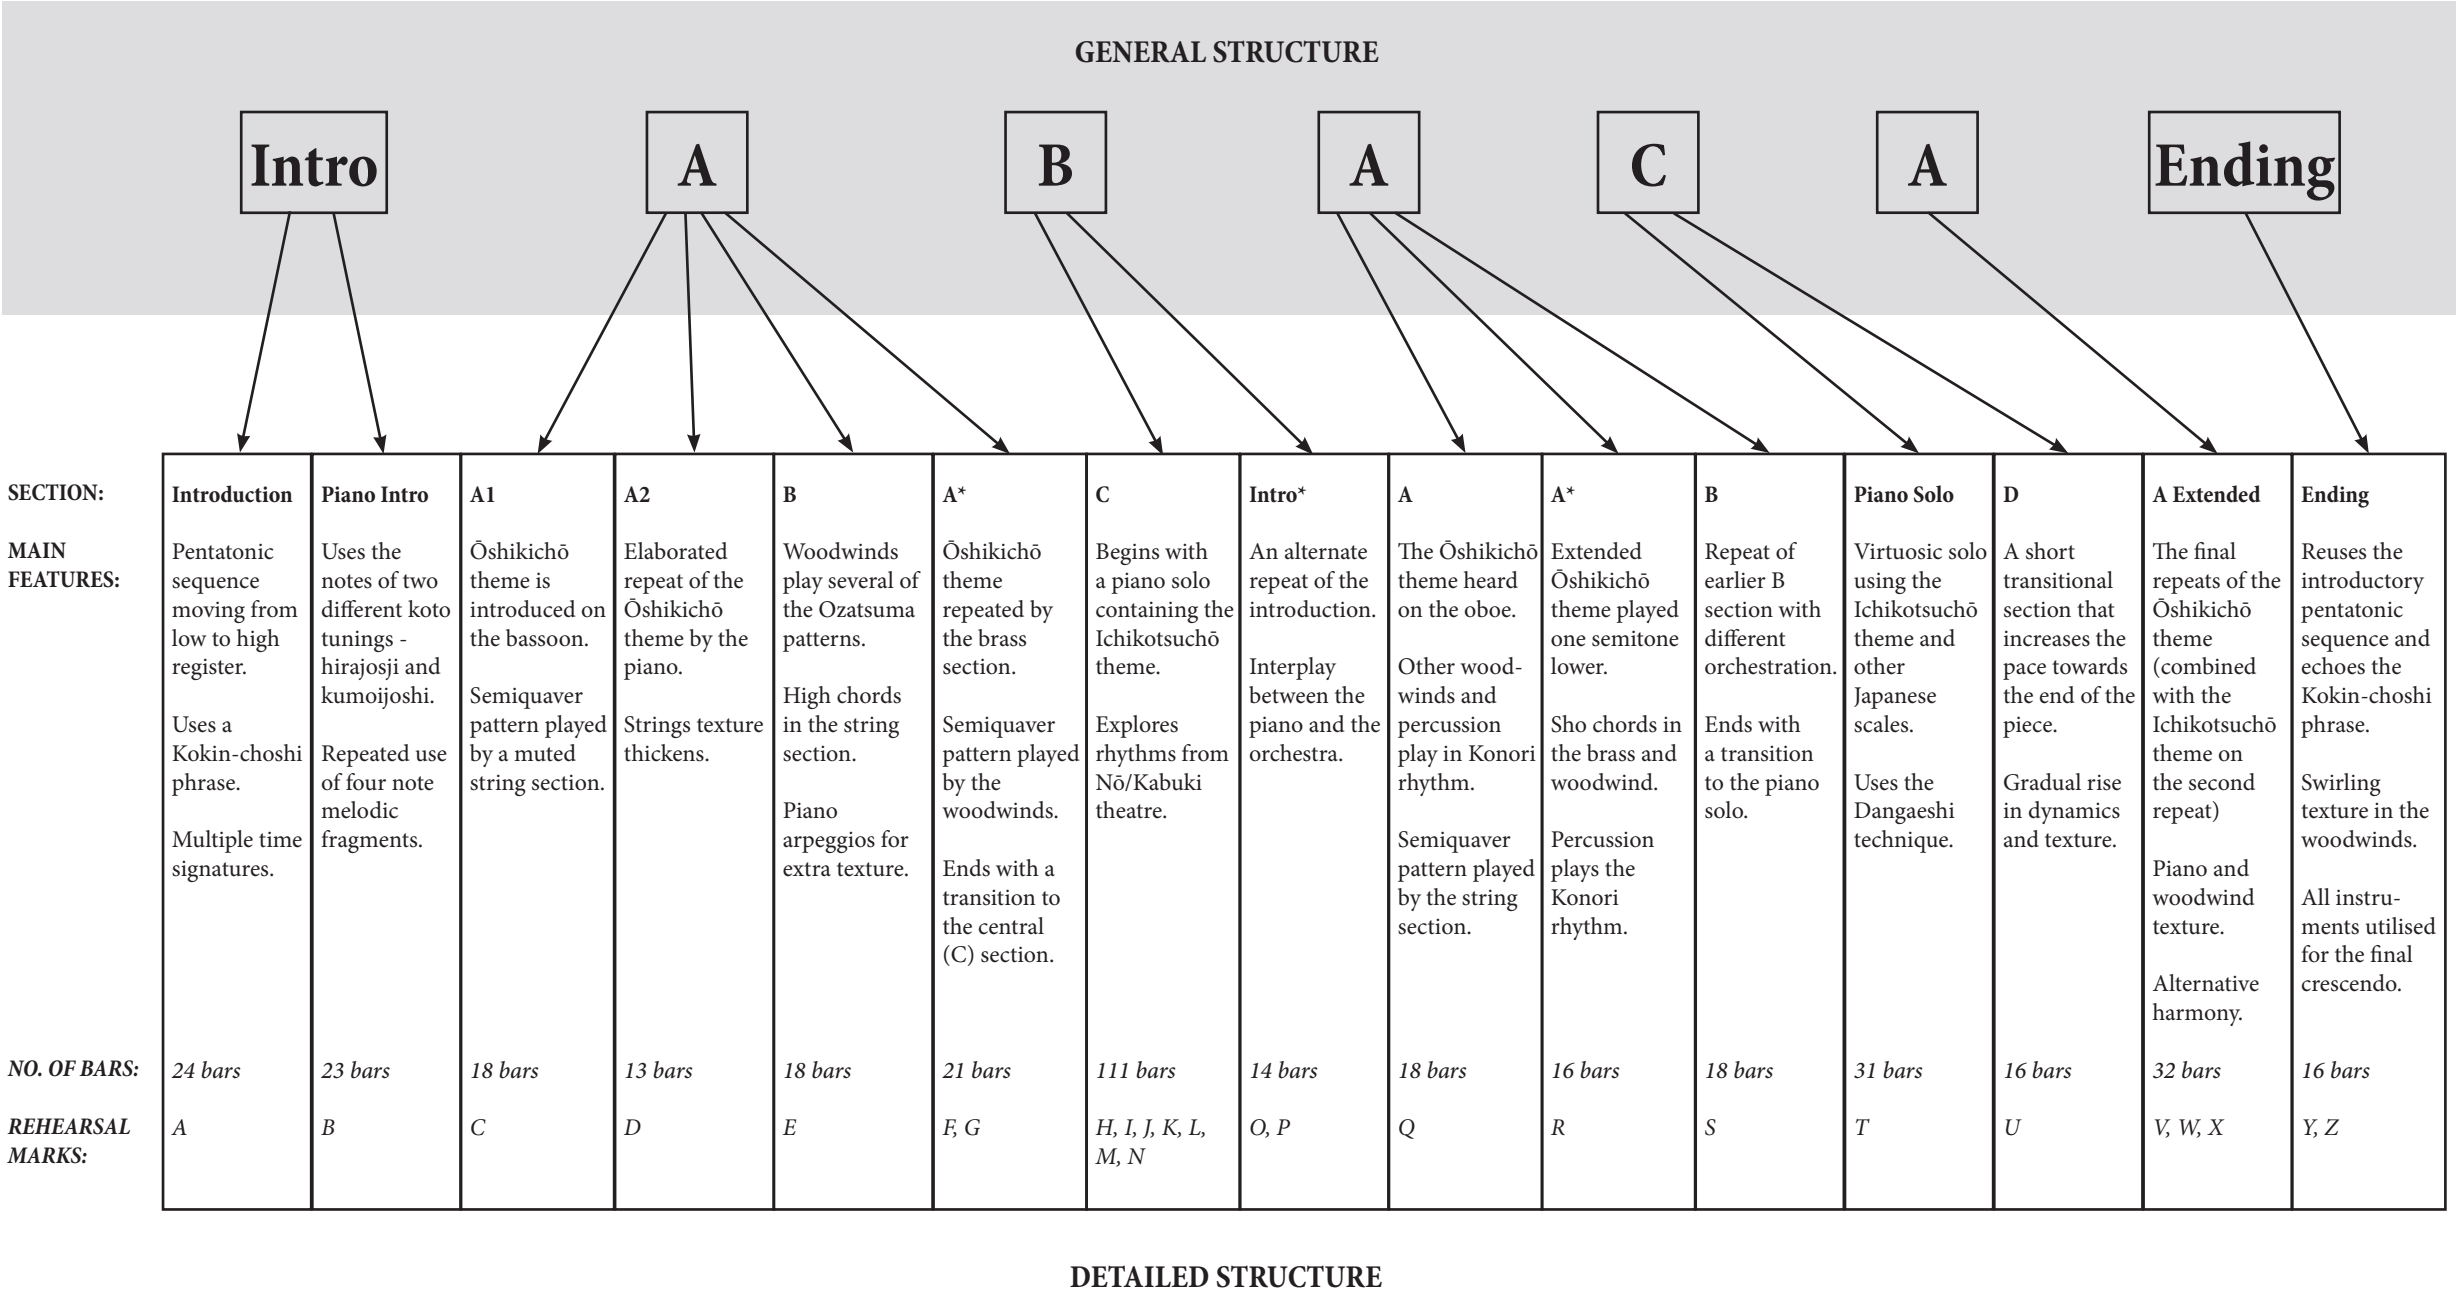 GENERAL STRUCTURE
Intro
A
B
A
C
A
Ending
SECTION:
MAIN
FEATURES:
NO. OF BARS:
REHEARSAL
MARKS:
Introduction
Pentatonic
sequence
moving from
low to high
register.
Uses a
Kokin-choshi
phrase.
Multiple time
signatures.
24 bars
A
Piano Intro
Uses the
notes of two
different koto
tunings -
hirajosji and
kumoijoshi.
Repeated use
of four note
melodic
fragments.
23 bars
B
A1
Ōshikichō
theme is
introduced on
the bassoon.
Semiquaver
pattern played
by a muted
string section.
18 bars
C
A2
Elaborated
repeat of the
Ōshikichō
theme by the
piano.
Strings texture
thickens.
13 bars
D
B
Woodwinds
play several of
the Ozatsuma
patterns.
High chords
in the string
section.
Piano
arpeggios for
extra texture.
18 bars
E
A*
Ōshikichō
theme
repeated by
the brass
section.
Semiquaver
pattern played
by the
woodwinds.
Ends with a
transition to
the central
(C) section.
21 bars
F, G
C
Begins with
a piano solo
containing the
Ichikotsuchō
theme.
Explores
rhythms from
Nō/Kabuki
theatre.
111 bars
H, I, J, K, L,
M, N
Intro*
An alternate
repeat of the
introduction.
Interplay
between the
piano and the
orchestra.
14 bars
O, P
A
The Ōshikichō
theme heard
on the oboe.
Other wood-
winds and
percussion
play in Konori
rhythm.
Semiquaver
pattern played
by the string
section.
18 bars
Q
A*
Extended
Ōshikichō
theme played
one semitone
lower.
Sho chords in
the brass and
woodwind.
Percussion
plays the
Konori
rhythm.
16 bars
R
B
Repeat of
earlier B
section with
different
orchestration.
Ends with
a transition
to the piano
solo.
18 bars
S
Piano Solo
Virtuosic solo
using the
Ichikotsuchō
theme and
other
Japanese
scales.
Uses the
Dangaeshi
technique.
31 bars
T
D
A short
transitional
section that
increases the
pace towards
the end of the
piece.
Gradual rise
in dynamics
and texture.
16 bars
U
A Extended
The final
repeats of the
Ōshikichō
theme
(combined
with the
Ichikotsuchō
theme on
the second
repeat)
Piano and
woodwind
texture.
Alternative
harmony.
32 bars
V, W, X
Ending
Reuses the
introductory
pentatonic
sequence and
echoes the
Kokin-choshi
phrase.
Swirling
texture in the
woodwinds.
All instru-
ments utilised
for the final
crescendo.
16 bars
Y, Z
DETAILED STRUCTURE